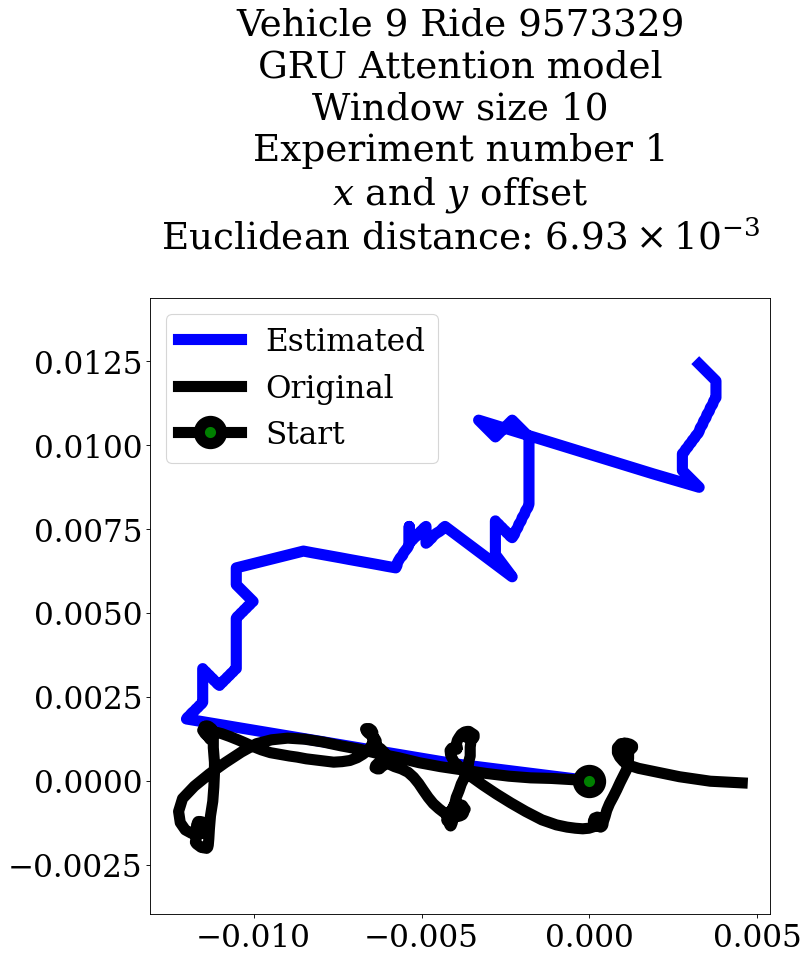 Vehicle 9 Ride 9573329
GRU Attention model
Window size 10
Experiment number 1
x and y offset
Euclidean distance: 6.93 × 10⁻³
Estimated
Original
Start
0.0125
0.0100
0.0075
0.0050
0.0025
0.0000
−0.0025
−0.010 −0.005 0.000 0.005